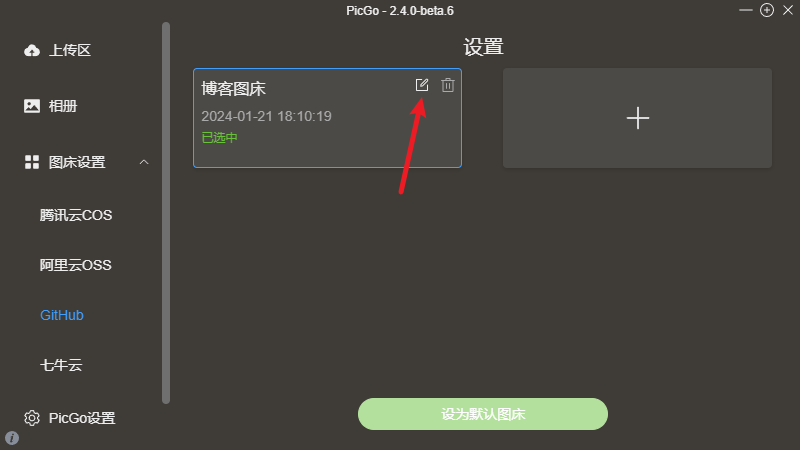 PicGo - 2.4.0-beta.6
上传区
相册
图床设置
腾讯云COS
阿里云OSS
GitHub
七牛云
PicGo设置
设置
博客图床
2024-01-21 18:10:19
已选中
设为默认图床